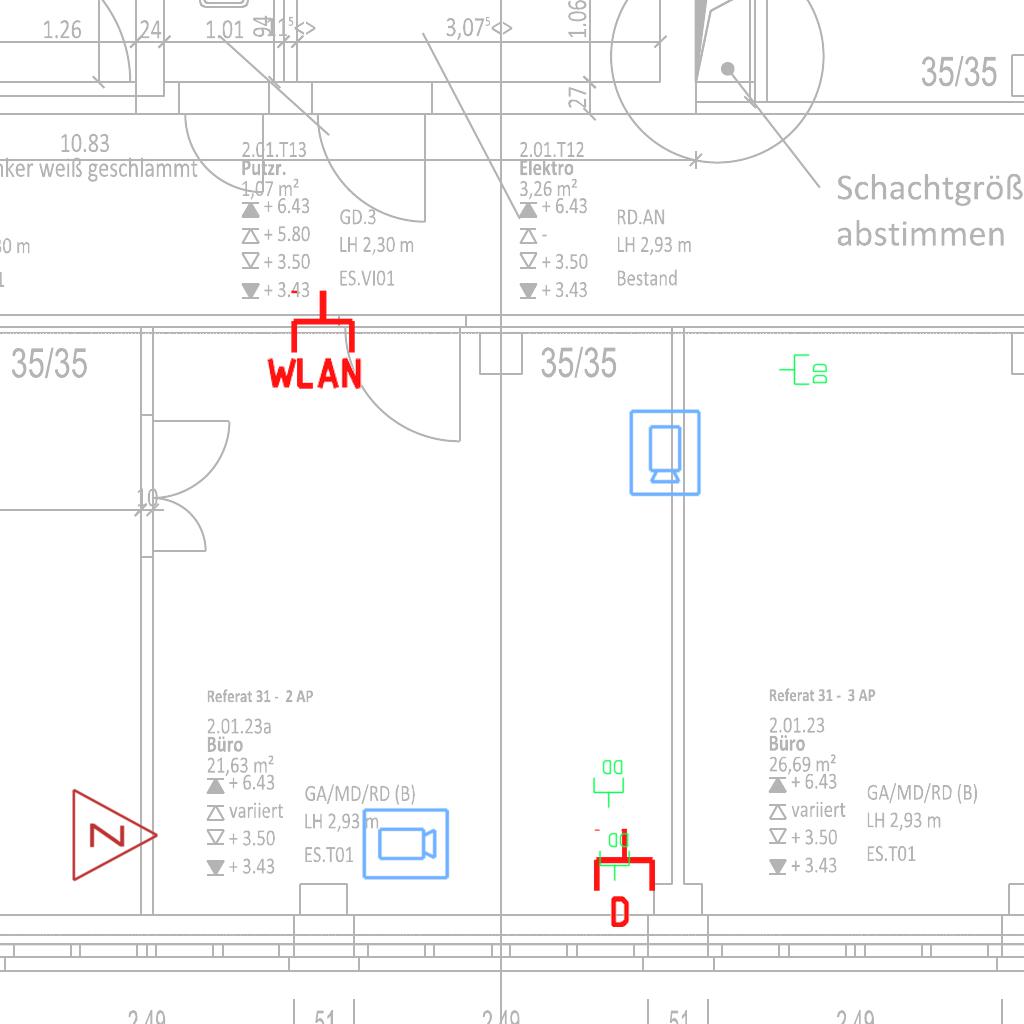 1.26
24
1.01
94
11⁵<>
3,07⁵<>
1.06
27
35/35
10.83
nker weiß geschlammt
2.01.T13
Putzr.
1,07 m²
+ 6.43
+ 5.80
+ 3.50
+ 3.43
GD.3
LH 2,30 m
ES.VI01
2.01.T12
Elektro
3,26 m²
+ 6.43
-
+ 3.50
+ 3.43
RD.AN
LH 2,93 m
Bestand
Schachtgröß
abstimmen
35/35
WLAN
35/35
DD
10
Referat 31 - 2 AP
2.01.23a
Büro
21,63 m²
+ 6.43
variiert
+ 3.50
+ 3.43
GA/MD/RD (B)
LH 2,93 m
ES.T01
Z
DD
DD
D
Referat 31 - 3 AP
2.01.23
Büro
26,69 m²
+ 6.43
variiert
+ 3.50
+ 3.43
GA/MD/RD (B)
LH 2,93 m
ES.T01
2.49
51
2.49
51
2.49